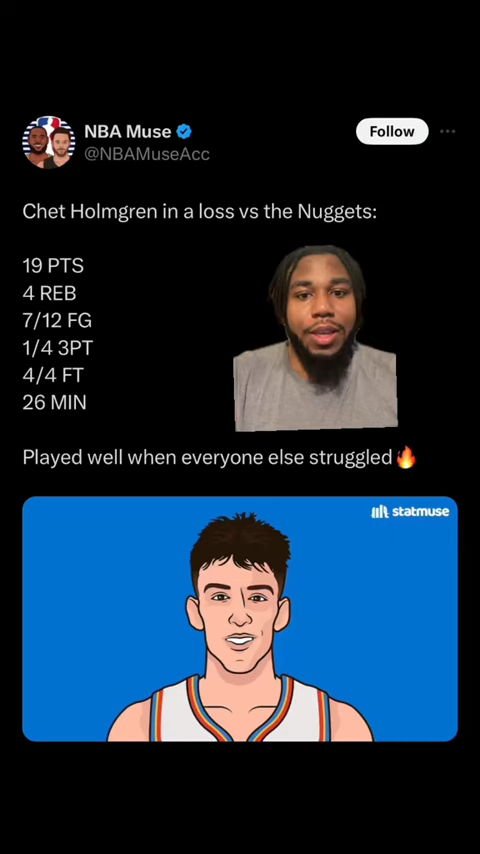 NBA Muse
Follow
@NBAMuseAcc
Chet Holmgren in a loss vs the Nuggets:
19 PTS
4 REB
7/12 FG
1/4 3PT
4/4 FT
26 MIN
Played well when everyone else struggled🔥
statmuse